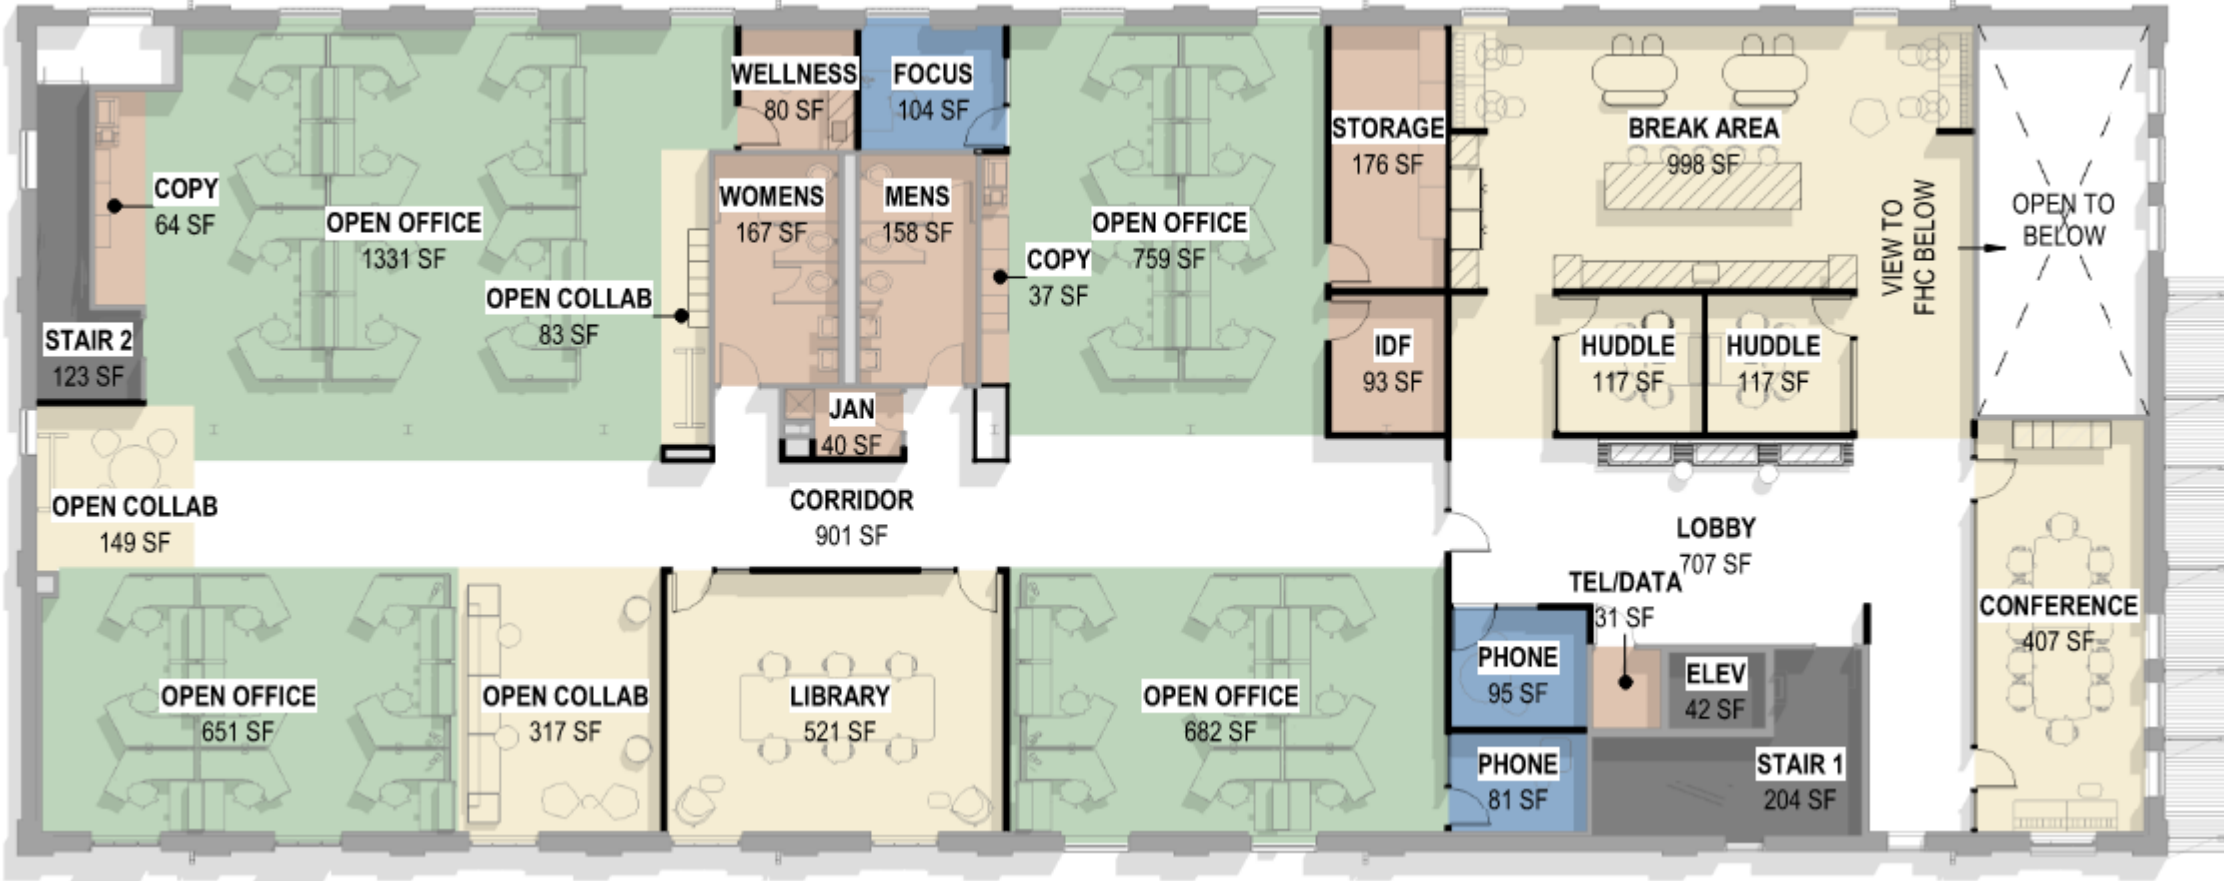 WELLNESS
80 SF
FOCUS
104 SF
STORAGE
176 SF
BREAK AREA
998 SF
COPY
64 SF
OPEN OFFICE
1331 SF
WOMENS
167 SF
MENS
158 SF
OPEN OFFICE
759 SF
COPY
37 SF
VIEW TO
FHC BELOW
OPEN TO
BELOW
OPEN COLLAB
83 SF
STAIR 2
123 SF
IDF
93 SF
HUDDLE
117 SF
HUDDLE
117 SF
JAN
40 SF
OPEN COLLAB
149 SF
CORRIDOR
901 SF
LOBBY
707 SF
TEL/DATA
31 SF
CONFERENCE
407 SF
OPEN OFFICE
651 SF
OPEN COLLAB
317 SF
LIBRARY
521 SF
OPEN OFFICE
682 SF
PHONE
95 SF
ELEV
42 SF
PHONE
81 SF
STAIR 1
204 SF